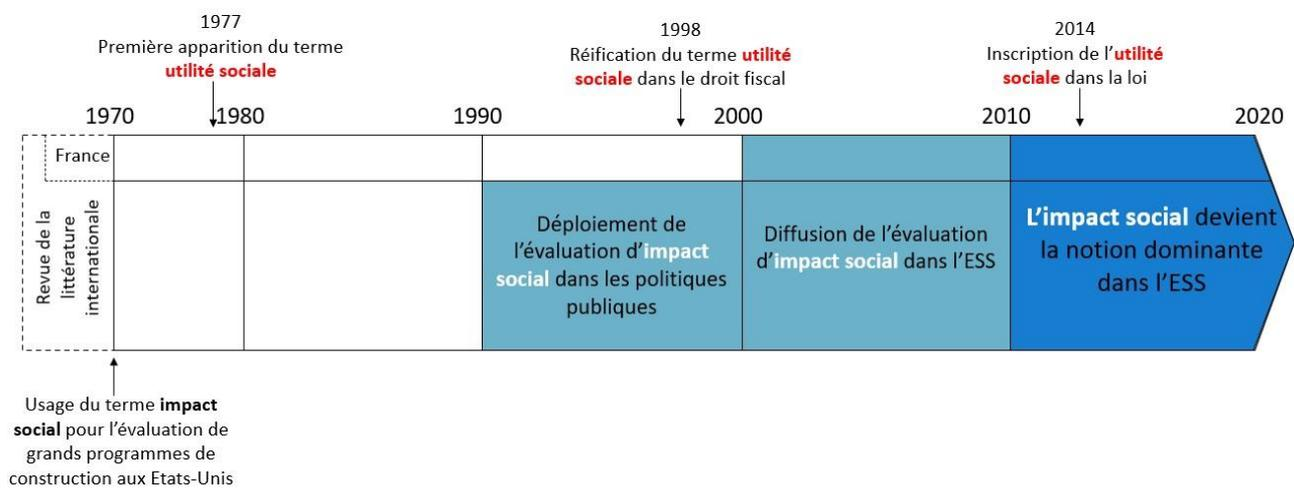 1977
Première apparition du terme
utilité sociale
1998
Réification du terme utilité
sociale dans le droit fiscal
2014
Inscription de l'utilité
sociale dans la loi
1970
1980
1990
2000
2010
2020
France
Revue de la
littérature
internationale
Déploiement de
l'évaluation d'impact
social dans les politiques
publiques
Diffusion de l'évaluation
d'impact social dans l'ESS
L'impact social devient
la notion dominante
dans l'ESS
Usage du terme impact
social pour l'évaluation de
grands programmes de
construction aux Etats-Unis